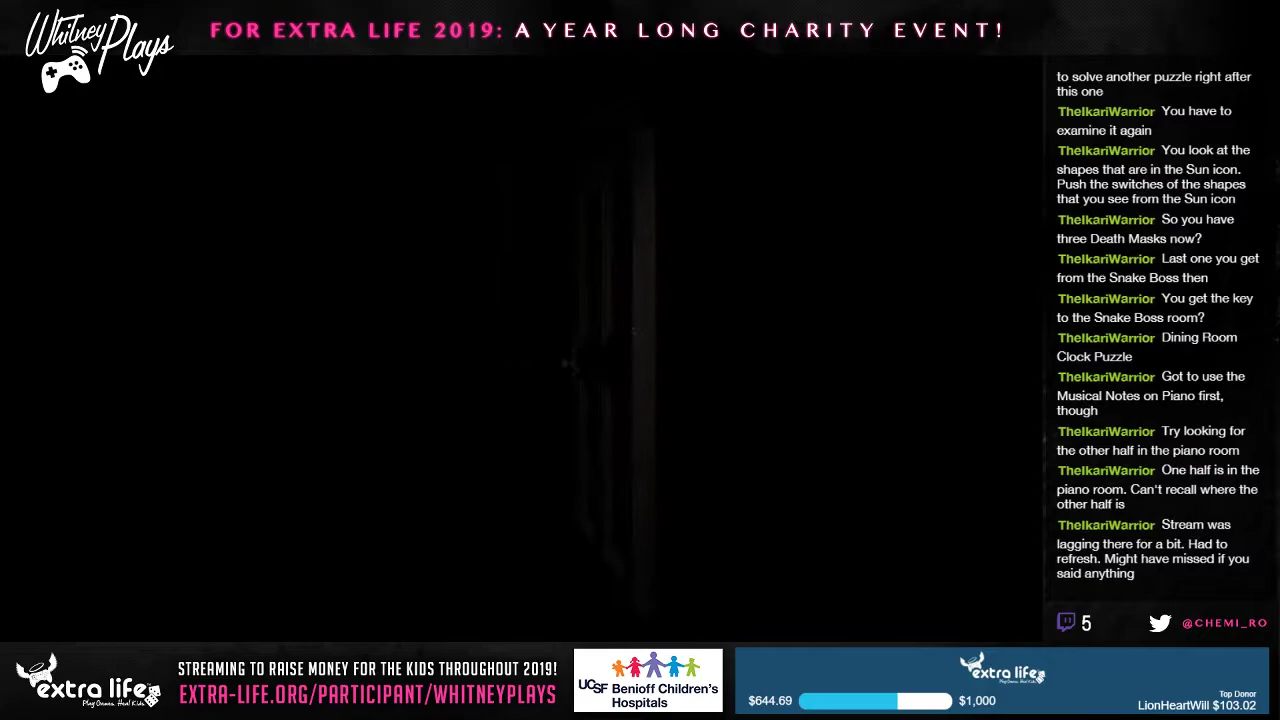 Whitney Plays
FOR EXTRA LIFE 2019: A YEAR LONG CHARITY EVENT!
to solve another puzzle right after
this one
TheIkariWarrior You have to
examine it again
TheIkariWarrior You look at the
shapes that are in the Sun icon.
Push the switches of the shapes
that you see from the Sun icon
TheIkariWarrior So you have
three Death Masks now?
TheIkariWarrior Last one you get
from the Snake Boss then
TheIkariWarrior You get the key
to the Snake Boss room?
TheIkariWarrior Dining Room
Clock Puzzle
TheIkariWarrior Got to use the
Musical Notes on Piano first,
though
TheIkariWarrior Try looking for
the other half in the piano room
TheIkariWarrior One half is in the
piano room. Can't recall where the
other half is
TheIkariWarrior Stream was
lagging there for a bit. Had to
refresh. Might have missed if you
said anything
5
@CHEMI_RO
extra life
Play Games. Heal Kids.
STREAMING TO RAISE MONEY FOR THE KIDS THROUGHOUT 2019!
EXTRA-LIFE.ORG/PARTICIPANT/WHITNEYPLAYS
UCSF Benioff Children's
Hospitals
extra life
Play Games. Heal Kids.
$644.69
$1,000
Top Donor
LionHeartWill $103.02